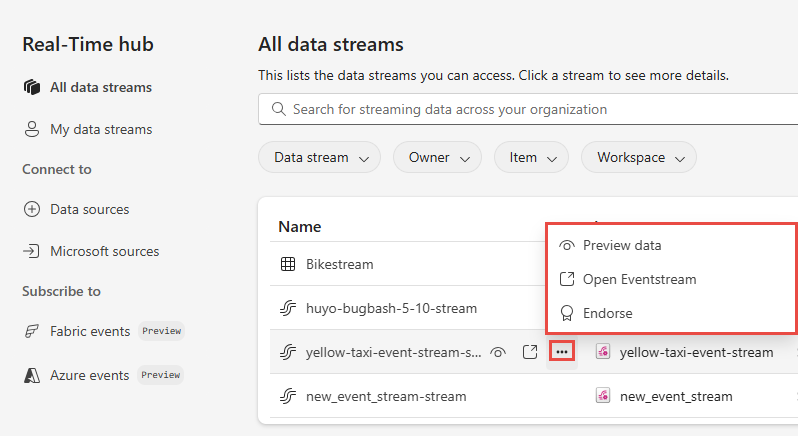 Real-Time hub
All data streams
My data streams
Connect to
Data sources
Microsoft sources
Subscribe to
Fabric events Preview
Azure events Preview
All data streams
This lists the data streams you can access. Click a stream to see more details.
Search for streaming data across your organization
Data stream Owner Item Workspace
Name
Preview data
Open Eventstream
Endorse
Bikestream
huyo-bugbash-5-10-stream
yellow-taxi-event-stream-s... yellow-taxi-event-stream
new_event_stream-stream new_event_stream